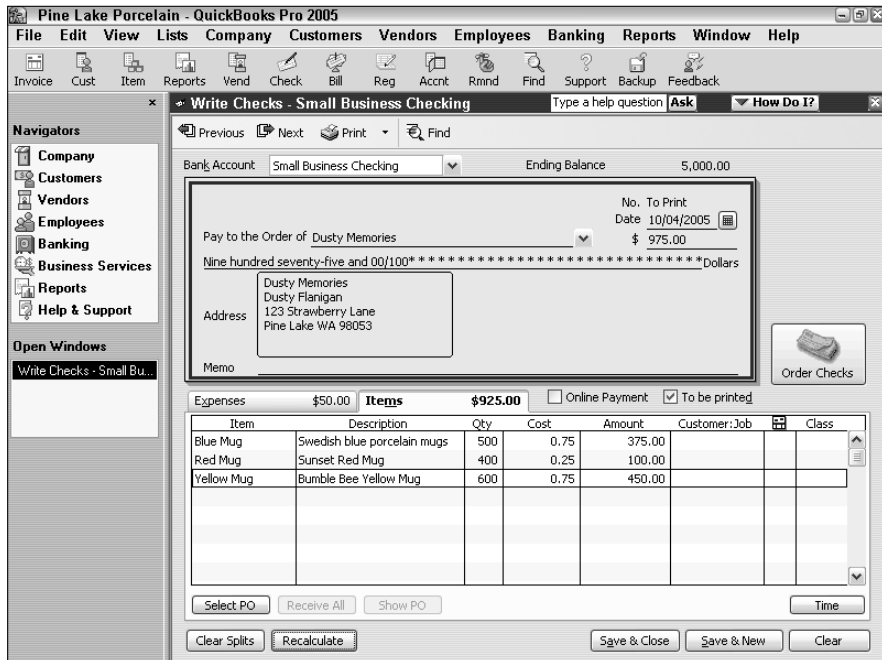 Pine Lake Porcelain - QuickBooks Pro 2005
File Edit View Lists Company Customers Vendors Employees Banking Reports Window Help
Invoice Cust Item Reports Vend Check Bill Reg Accnt Rmnd Find Support Backup Feedback
Write Checks - Small Business Checking Type a help question Ask How Do I?
Navigators
Company
Customers
Vendors
Employees
Banking
Business Services
Reports
Help & Support
Open Windows
Write Checks - Small Bu...
Previous Next Print Find
Bank Account Small Business Checking Ending Balance 5,000.00
No. To Print
Date 10/04/2005
Pay to the Order of Dusty Memories $ 975.00
Nine hundred seventy-five and 00/100* * * * * * * * * * * * * * * * * * * * * * * * * * * * * * Dollars
Address
Dusty Memories
Dusty Flanigan
123 Strawberry Lane
Pine Lake WA 98053
Memo
Order Checks
Expenses $50.00 Items $925.00 Online Payment To be printed
Item Description Qty Cost Amount Customer:Job Class
Blue Mug Swedish blue porcelain mugs 500 0.75 375.00
Red Mug Sunset Red Mug 400 0.25 100.00
Yellow Mug Bumble Bee Yellow Mug 600 0.75 450.00
Select PO Receive All Show PO Time
Clear Splits Recalculate Save & Close Save & New Clear